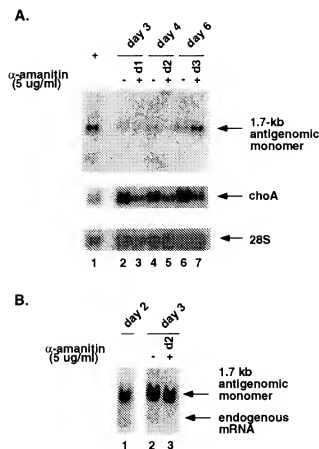 A.
day 3 day 4 day 6
+ - + d1 - + d2 - + d3
α-amanitin
(5 ug/ml)
1.7-kb
antigenomic
monomer
choA
28S
1 2 3 4 5 6 7
B.
day 2 day 3
α-amanitin
(5 ug/ml)
- + d2
1.7 kb
antigenomic
monomer
endogenous
mRNA
1 2 3